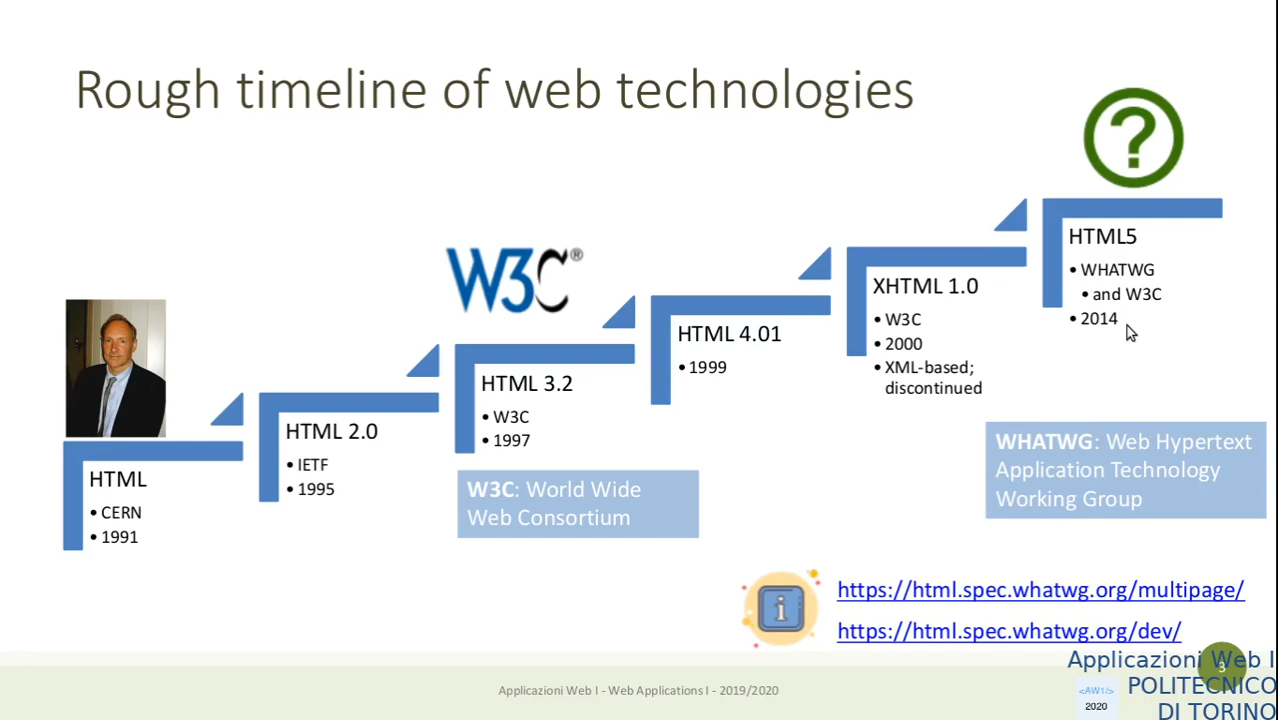 Rough timeline of web technologies
W3C®
HTML
• CERN
• 1991
HTML 2.0
• IETF
• 1995
HTML 3.2
• W3C
• 1997
W3C: World Wide
Web Consortium
HTML 4.01
• 1999
XHTML 1.0
• W3C
• 2000
• XML-based;
discontinued
?
HTML5
• WHATWG
• and W3C
• 2014
WHATWG: Web Hypertext
Application Technology
Working Group
i
https://html.spec.whatwg.org/multipage/
https://html.spec.whatwg.org/dev/
Applicazioni Web I - Web Applications I - 2019/2020
3
Applicazioni Web I
POLITECNICO
DI TORINO
<AW1/>
2020